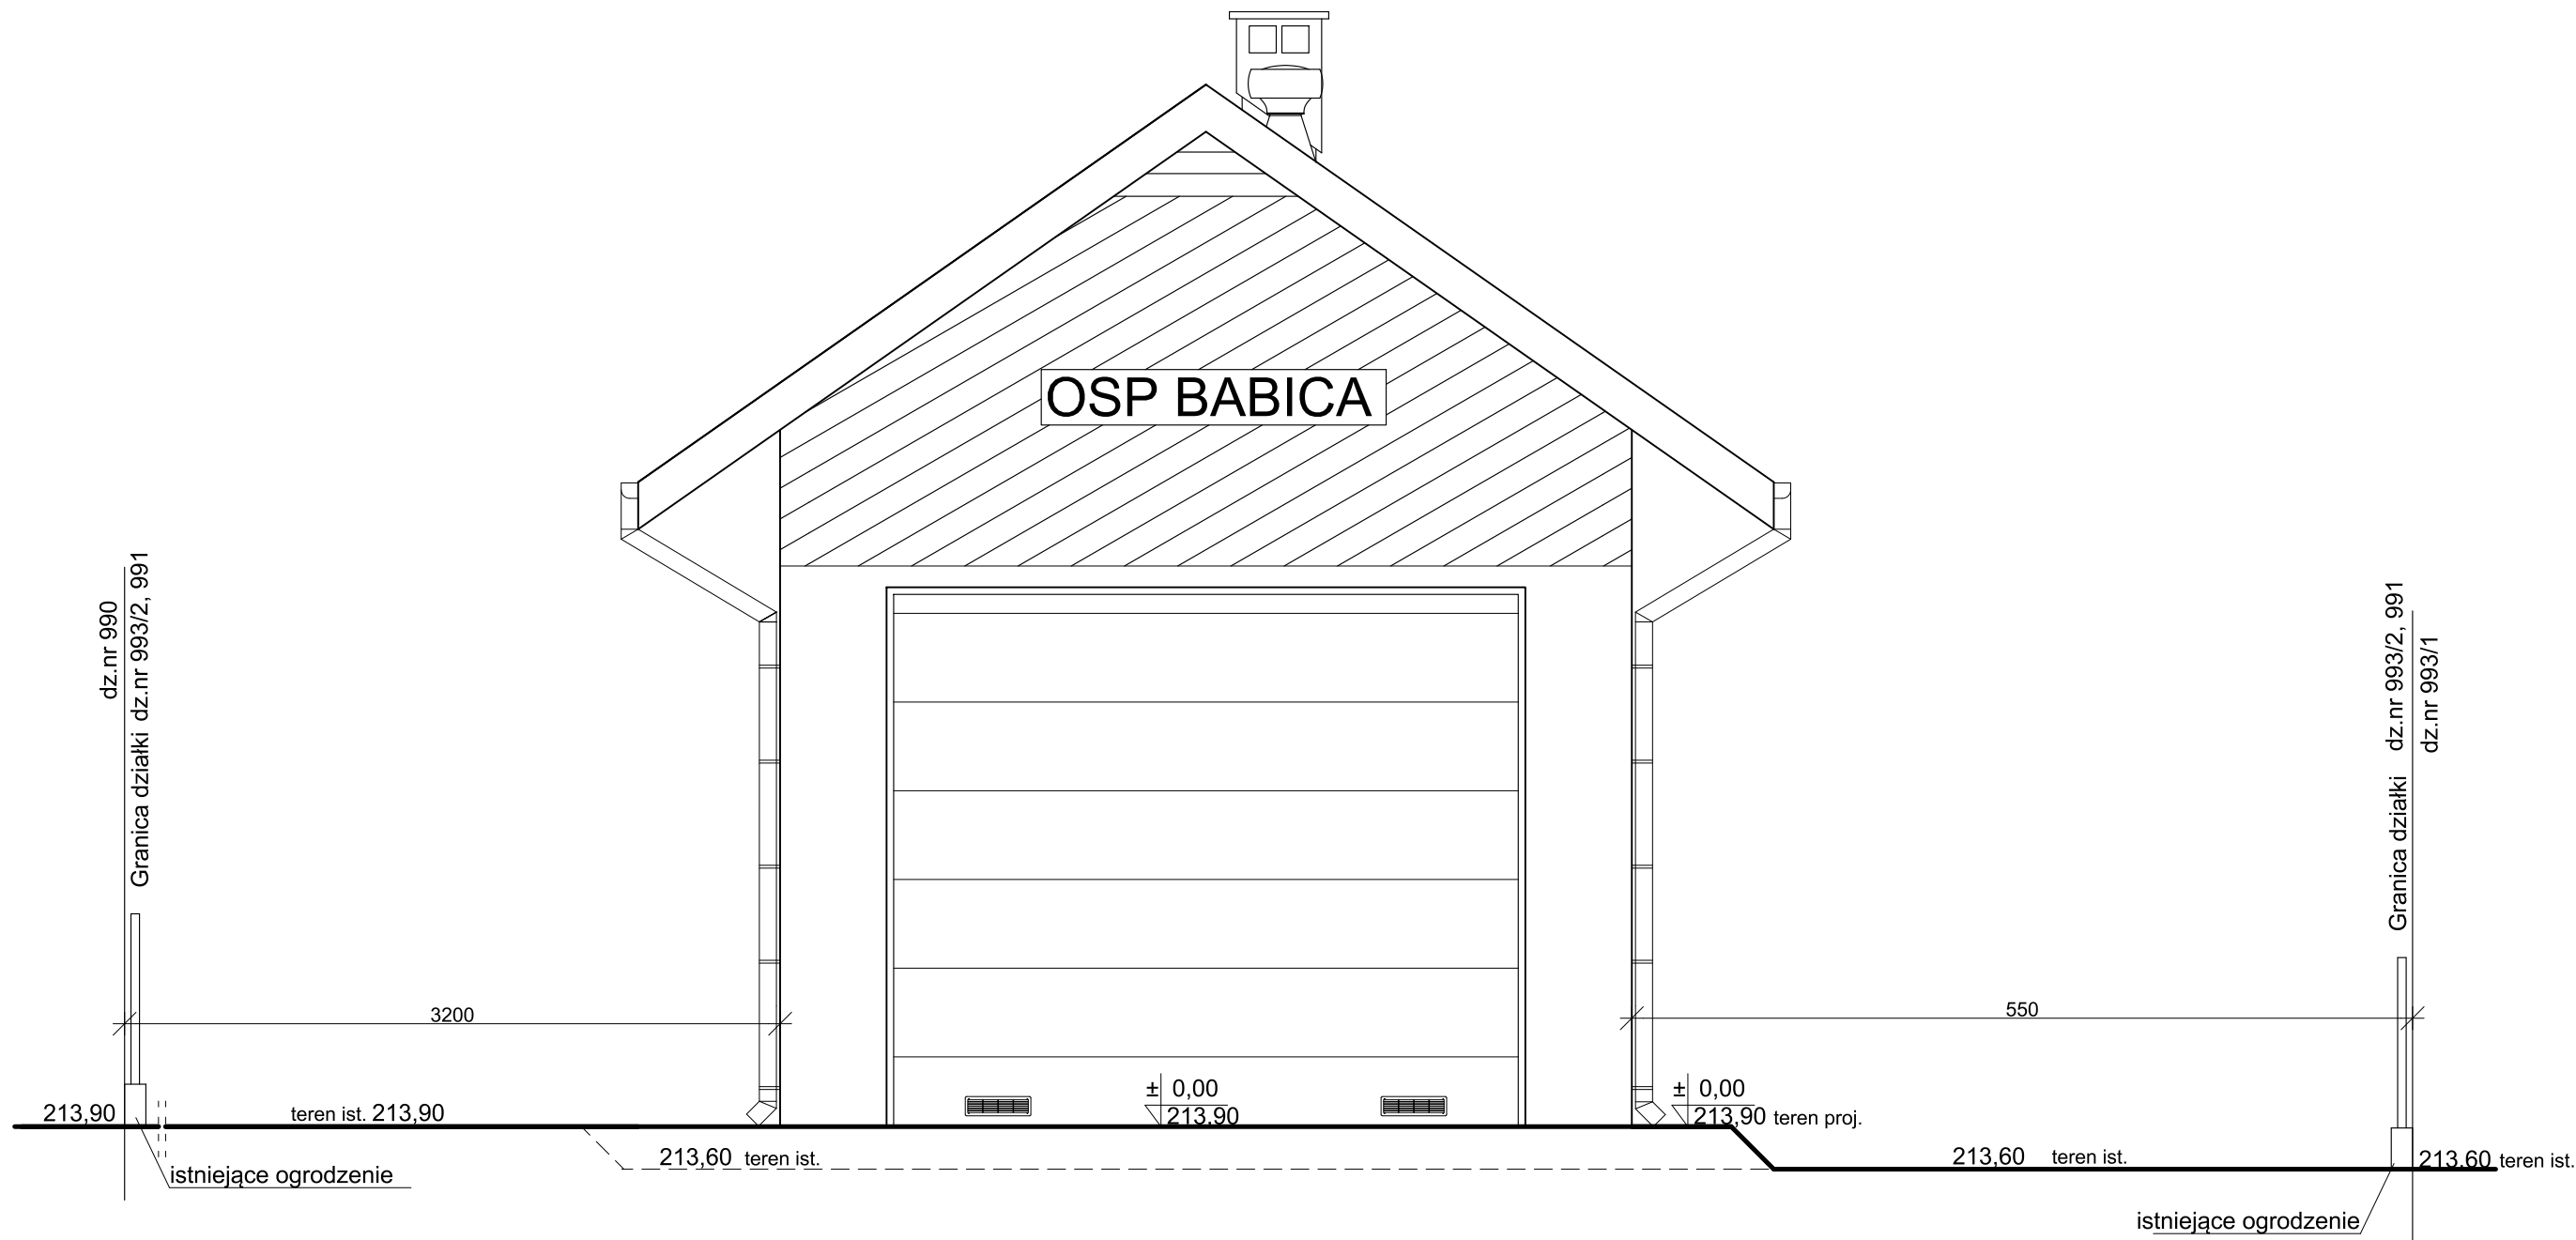 OSP BABICA
dz.nr 990
Granica działki  dz.nr 993/2, 991
Granica działki    dz.nr 993/2, 991
dz.nr 993/1
3200
550
± 0,00
213,90
± 0,00
213,90 teren proj.
213,90
teren ist. 213,90
213,60 teren ist.
213,60 teren ist.
213,60 teren ist.
istniejące ogrodzenie
istniejące ogrodzenie